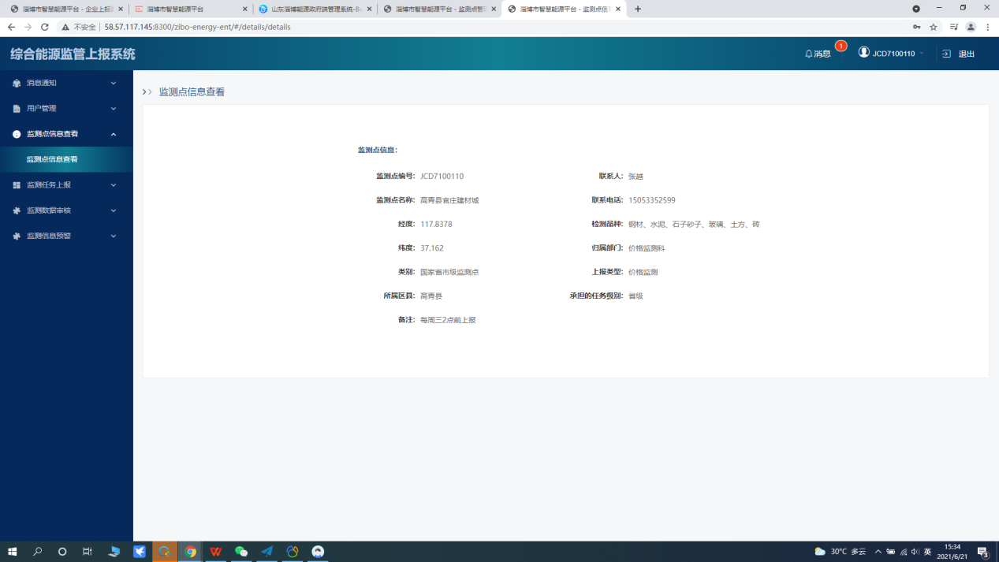 淄博市智慧能源平台 - 企业上报
淄博市智慧能源平台
山东淄博能源政府端管理系统-B
淄博市智慧能源平台 - 监测点管
淄博市智慧能源平台 - 监测点信
不安全 58.57.117.145:8300/zibo-energy-ent/#/details/details
综合能源监管上报系统
消息 1
JCD7100110
退出
消息通知
用户管理
监测点信息查看
监测点信息查看
监测任务上报
监测数据审核
监测信息预警
监测点信息查看
监测点信息：
监测点编号： JCD7100110
联系人： 张越
监测点名称： 高青县官庄建材城
联系电话： 15053352599
经度： 117.8378
检测品种： 钢材、水泥、石子砂子、玻璃、土方、砖
纬度： 37.162
归属部门： 价格监测科
类别： 国家省市级监测点
上报类型： 价格监测
所属区县： 高青县
承担的任务级别： 省级
备注： 每周三2点前上报
30°C 多云
英
15:34
2021/6/21
3